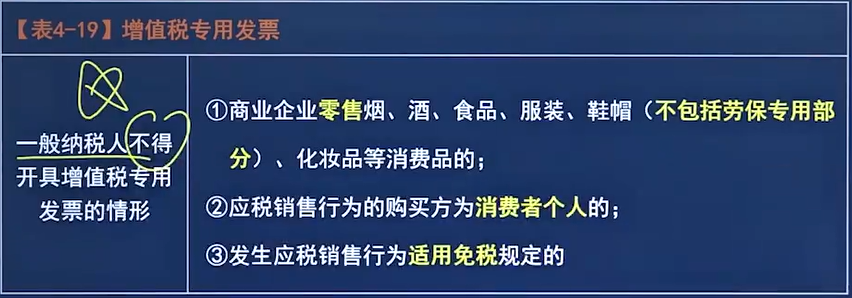 【表4-19】增值税专用发票
一般纳税人不得
开具增值税专用
发票的情形
①商业企业零售烟、酒、食品、服装、鞋帽（不包括劳保专用部
分）、化妆品等消费品的；
②应税销售行为的购买方为消费者个人的；
③发生应税销售行为适用免税规定的